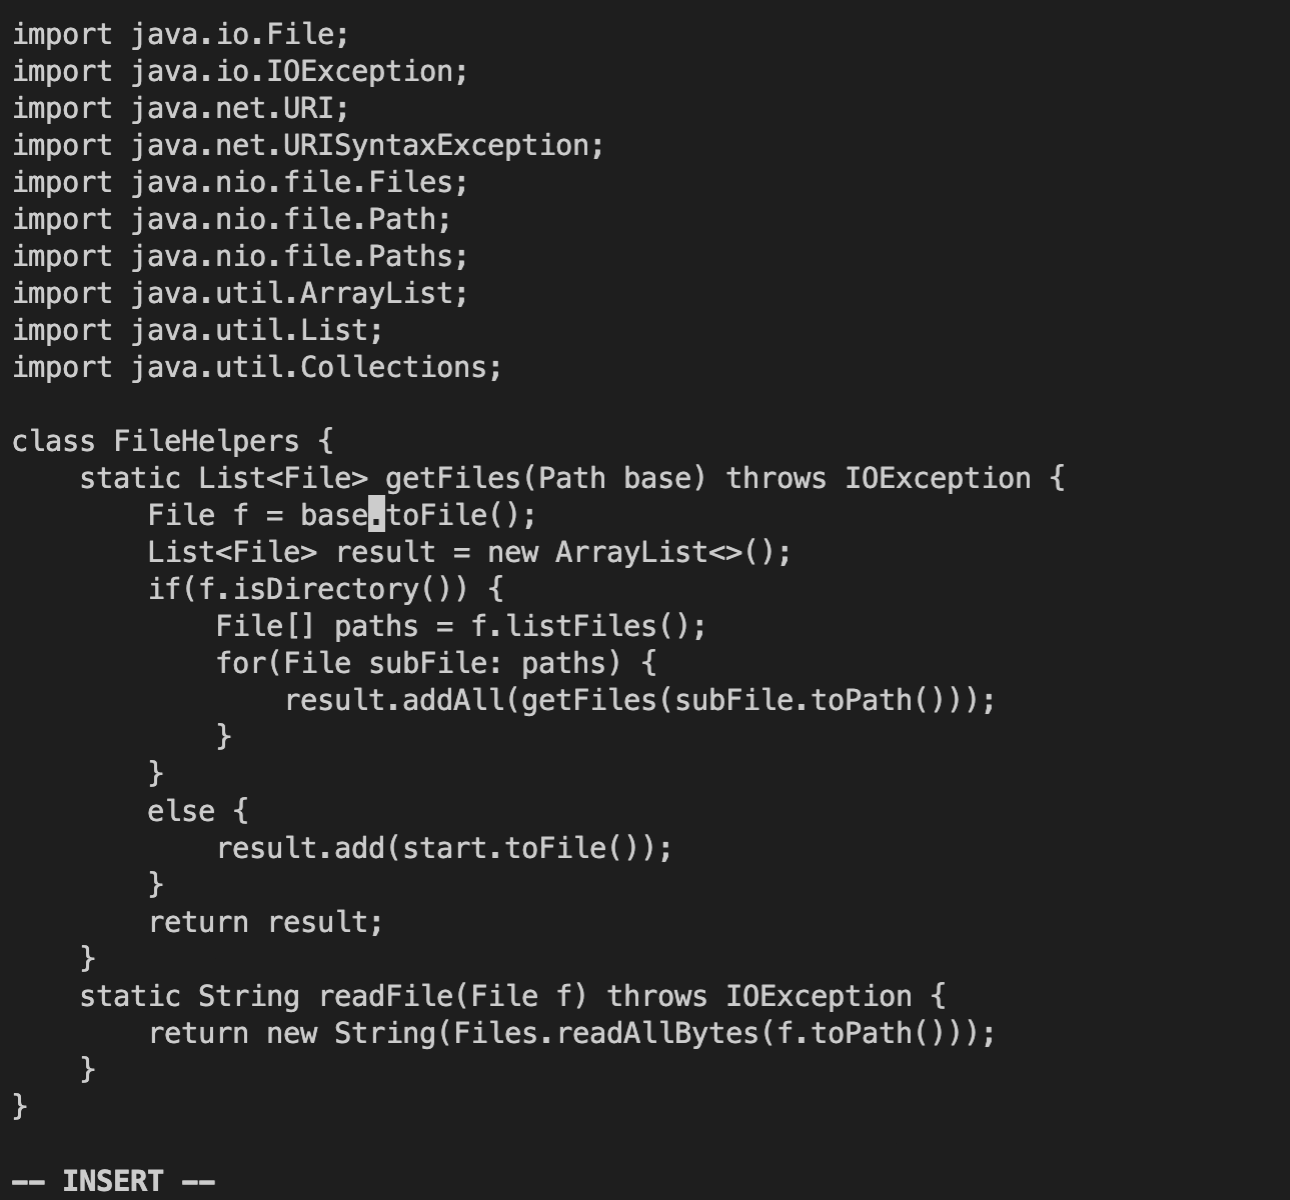 import java.io.File;
import java.io.IOException;
import java.net.URI;
import java.net.URISyntaxException;
import java.nio.file.Files;
import java.nio.file.Path;
import java.nio.file.Paths;
import java.util.ArrayList;
import java.util.List;
import java.util.Collections;

class FileHelpers {
    static List<File> getFiles(Path base) throws IOException {
        File f = base.toFile();
        List<File> result = new ArrayList<>();
        if(f.isDirectory()) {
            File[] paths = f.listFiles();
            for(File subFile: paths) {
                result.addAll(getFiles(subFile.toPath()));
            }
        }
        else {
            result.add(start.toFile());
        }
        return result;
    }
    static String readFile(File f) throws IOException {
        return new String(Files.readAllBytes(f.toPath()));
    }
}

-- INSERT --